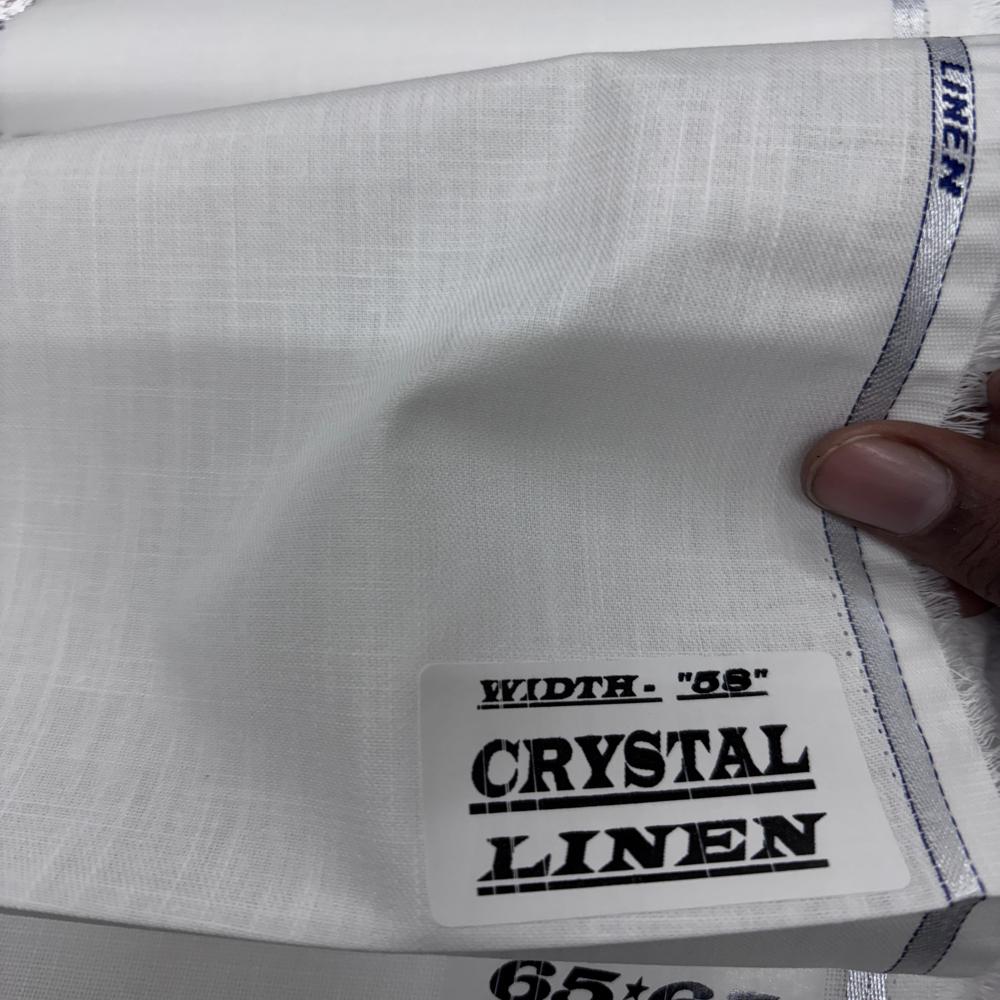 LINEN
WIDTH- "58"
CRYSTAL
LINEN